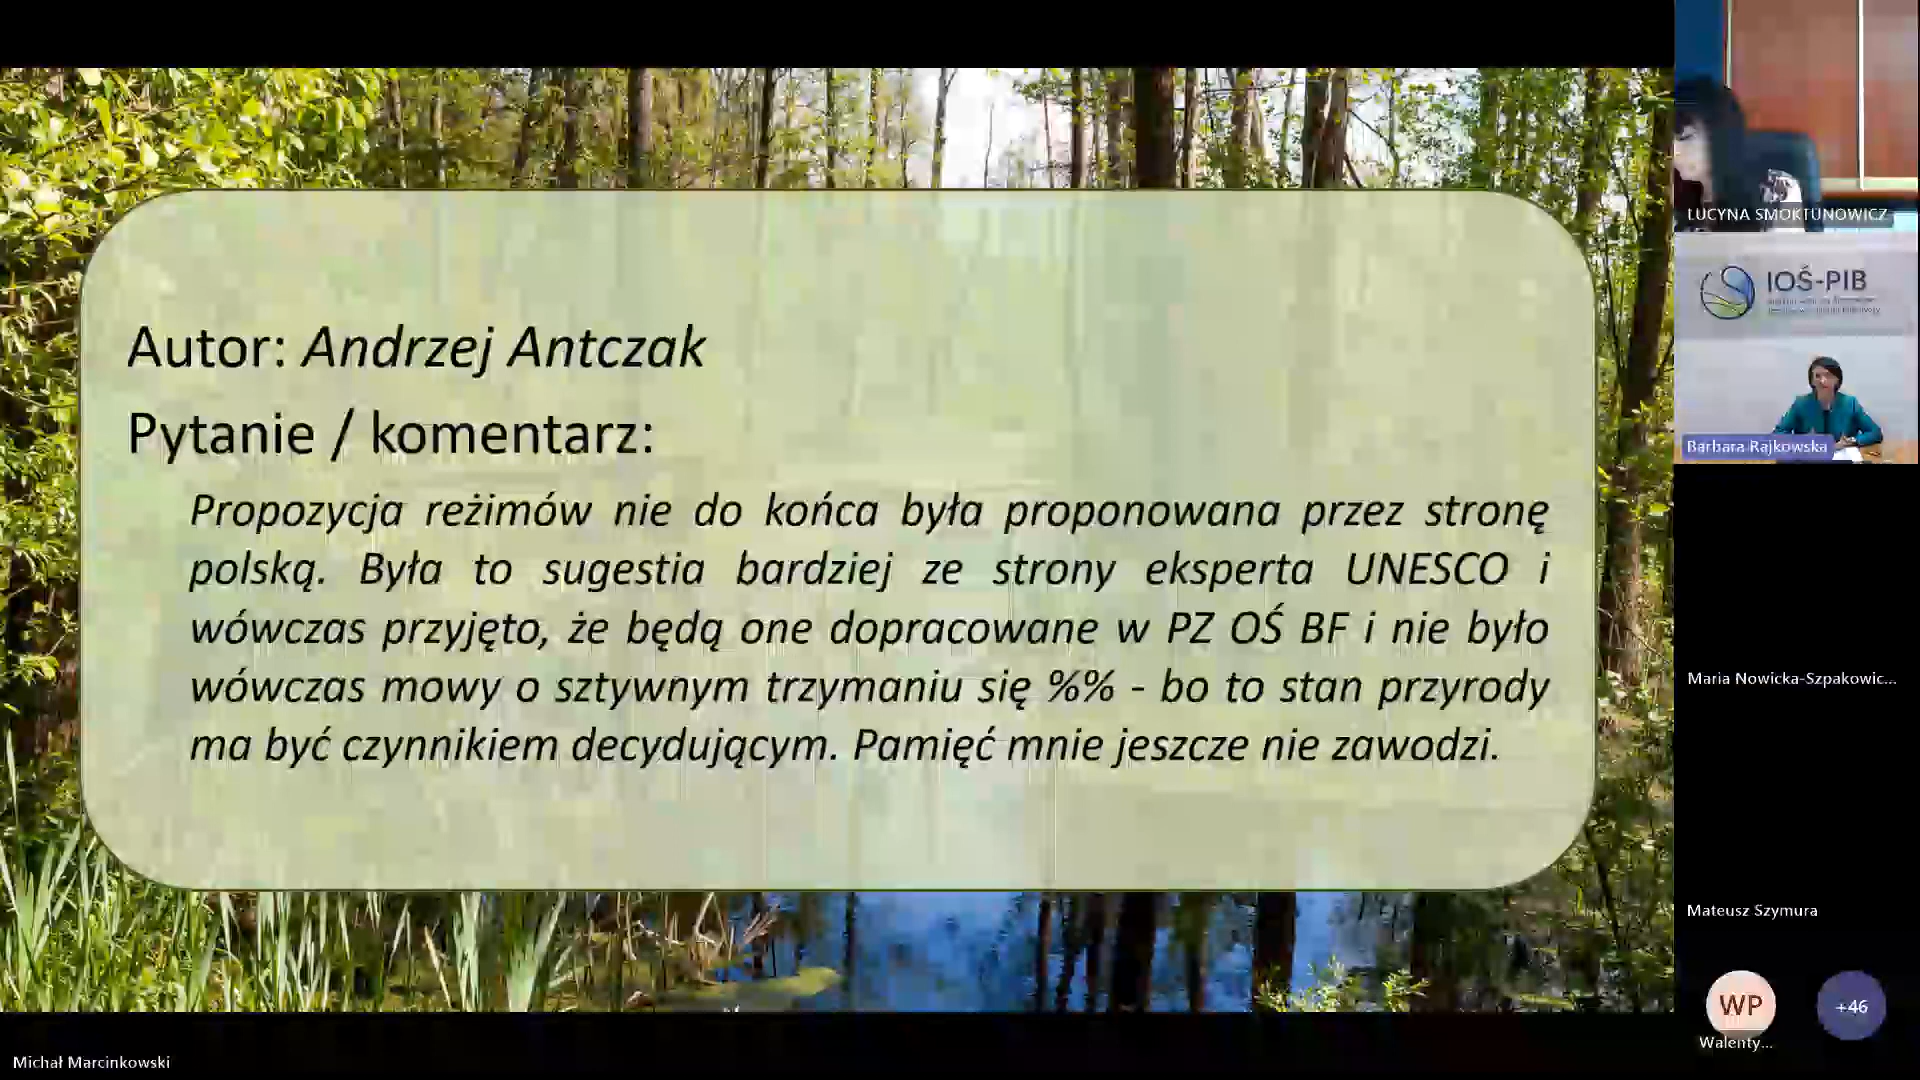 Autor: Andrzej Antczak
Pytanie / komentarz:
Propozycja reżimów nie do końca była proponowana przez stronę
polską. Była to sugestia bardziej ze strony eksperta UNESCO i
wówczas przyjęto, że będą one dopracowane w PZ OŚ BF i nie było
wówczas mowy o sztywnym trzymaniu się %% - bo to stan przyrody
ma być czynnikiem decydującym. Pamięć mnie jeszcze nie zawodzi.
LUCYNA SMOKTUNOWICZ
IOŚ-PIB
Barbara Rajkowska
Maria Nowicka-Szpakowic...
Mateusz Szymura
WP
+46
Walenty...
Michał Marcinkowski